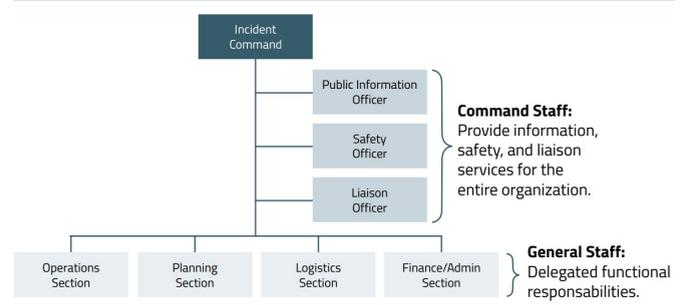 Incident
Command
Public Information
Officer
Safety
Officer
Liaison
Officer
Command Staff:
Provide information,
safety, and liaison
services for the
entire organization.
Operations
Section
Planning
Section
Logistics
Section
Finance/Admin
Section
General Staff:
Delegated functional
responsabilities.